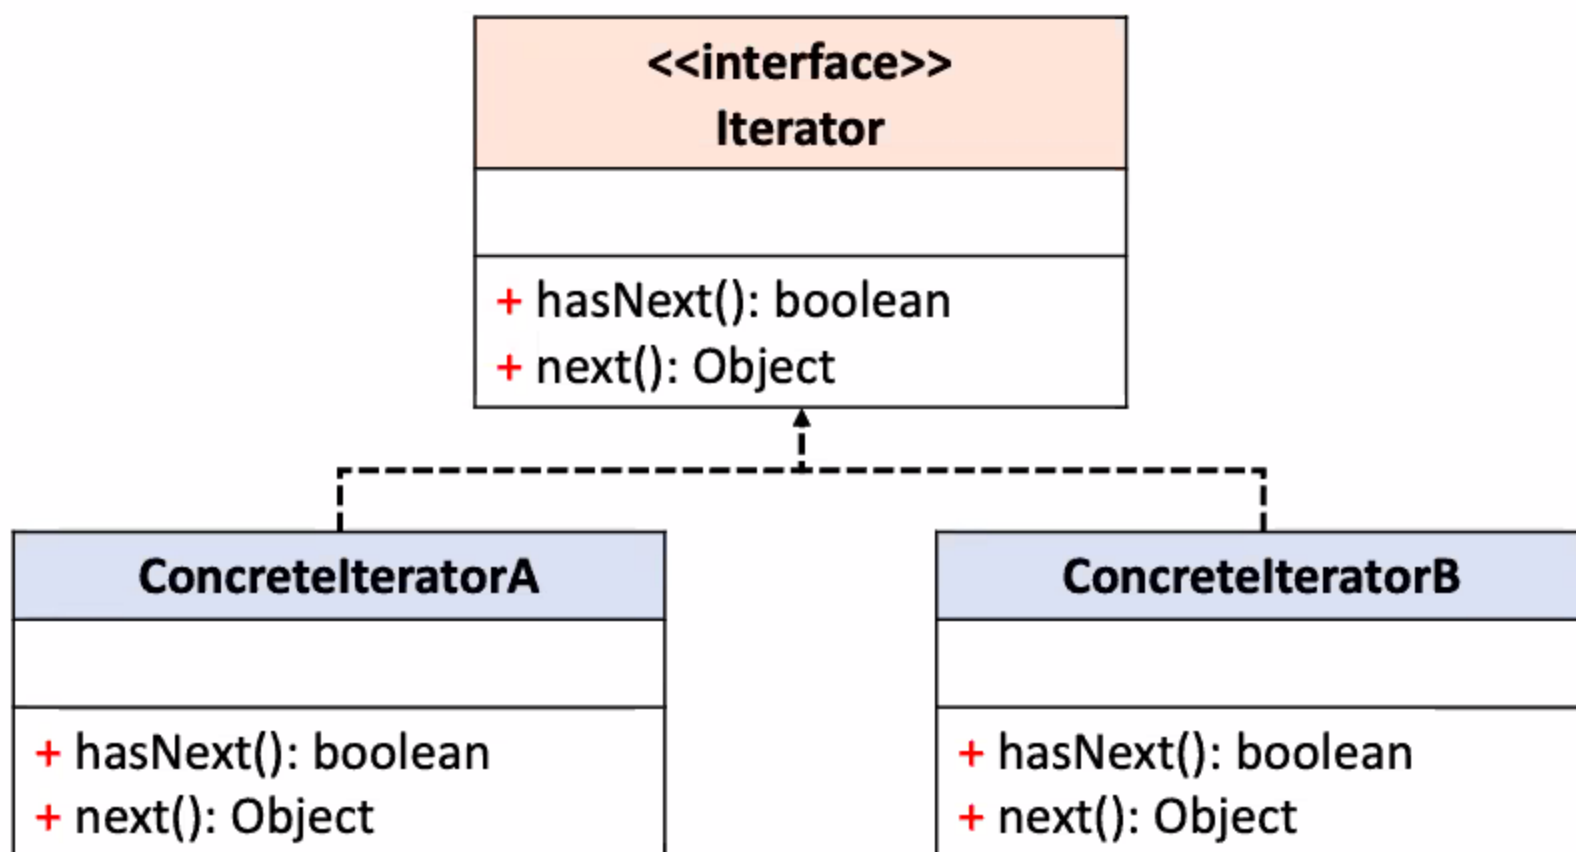 <<interface>>
Iterator
+ hasNext(): boolean
+ next(): Object
ConcreteIteratorA
+ hasNext(): boolean
+ next(): Object
ConcreteIteratorB
+ hasNext(): boolean
+ next(): Object